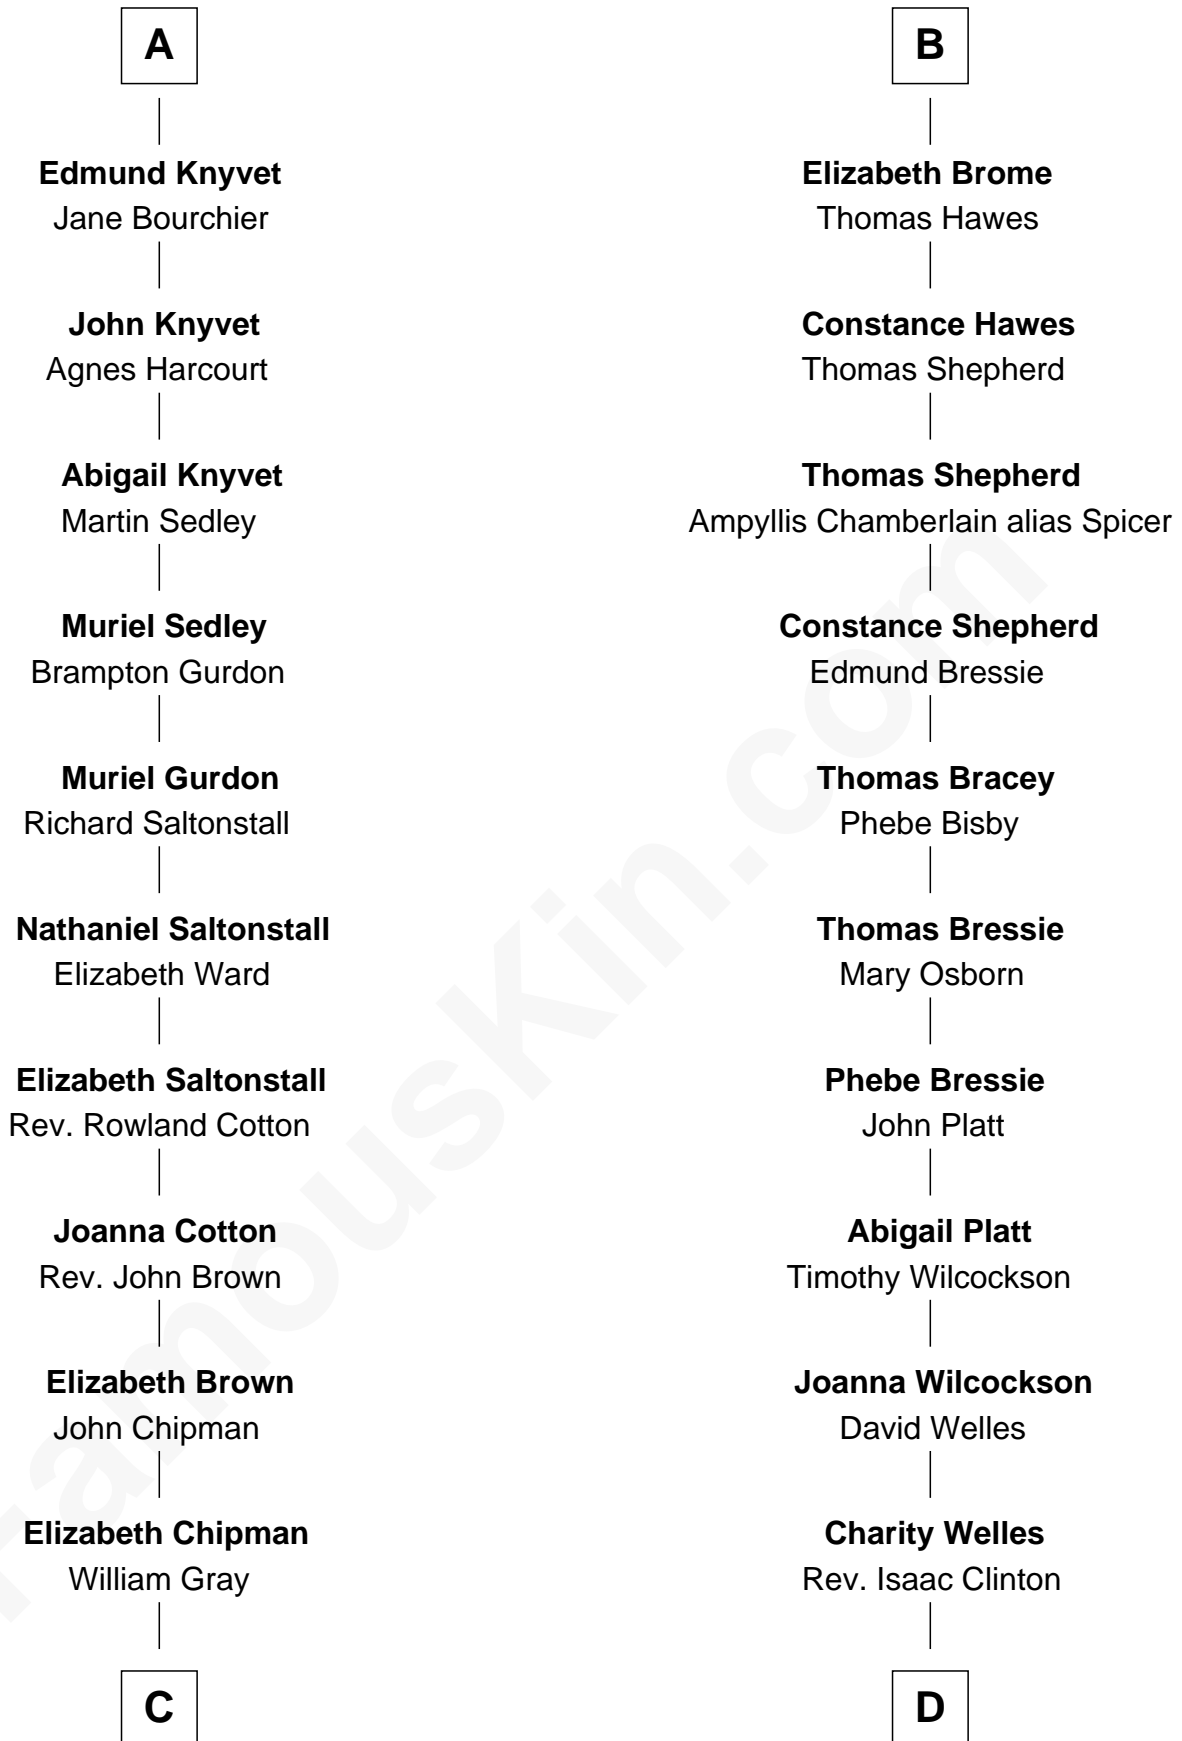 A
Edmund Knyvet
Jane Bourchier
John Knyvet
Agnes Harcourt
Abigail Knyvet
Martin Sedley
Muriel Sedley
Brampton Gurdon
Muriel Gurdon
Richard Saltonstall
Nathaniel Saltonstall
Elizabeth Ward
Elizabeth Saltonstall
Rev. Rowland Cotton
Joanna Cotton
Rev. John Brown
Elizabeth Brown
John Chipman
Elizabeth Chipman
William Gray
C
B
Elizabeth Brome
Thomas Hawes
Constance Hawes
Thomas Shepherd
Thomas Shepherd
Ampyllis Chamberlain alias Spicer
Constance Shepherd
Edmund Bressie
Thomas Bracey
Phebe Bisby
Thomas Bressie
Mary Osborn
Phebe Bressie
John Platt
Abigail Platt
Timothy Wilcockson
Joanna Wilcockson
David Welles
Charity Welles
Rev. Isaac Clinton
D
FamousKin.com